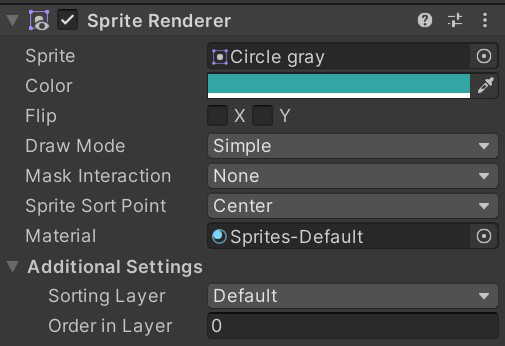 Sprite Renderer
Sprite Circle gray
Color
Flip X Y
Draw Mode Simple
Mask Interaction None
Sprite Sort Point Center
Material Sprites-Default
Additional Settings
Sorting Layer Default
Order in Layer 0